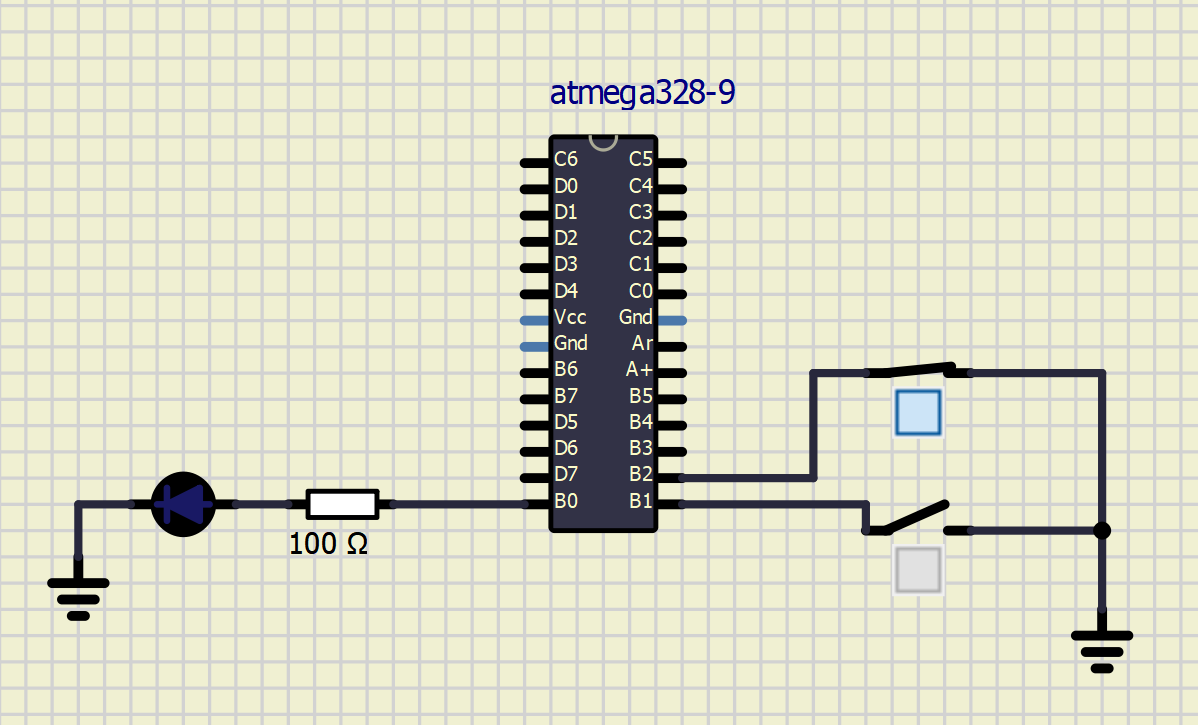 atmega328-9
C6 C5
D0 C4
D1 C3
D2 C2
D3 C1
D4 C0
Vcc Gnd
Gnd Ar
B6 A+
B7 B5
D5 B4
D6 B3
D7 B2
B0 B1
100 Ω